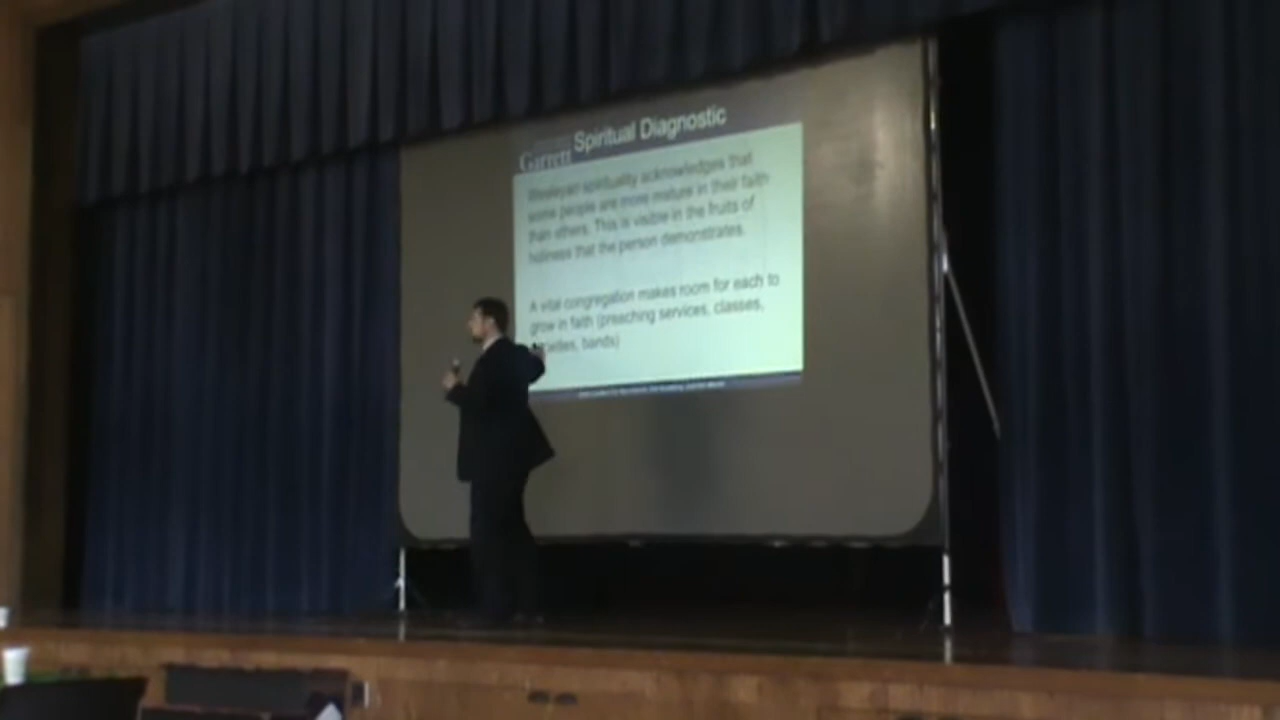 Spiritual Diagnostic
Garrett
Wesleyan spirituality acknowledges that
some people are more mature in their faith
than others. This is visible in the fruits of
holiness that the person demonstrates.
A vital congregation makes room for each to
grow in faith (preaching services, classes,
bands)